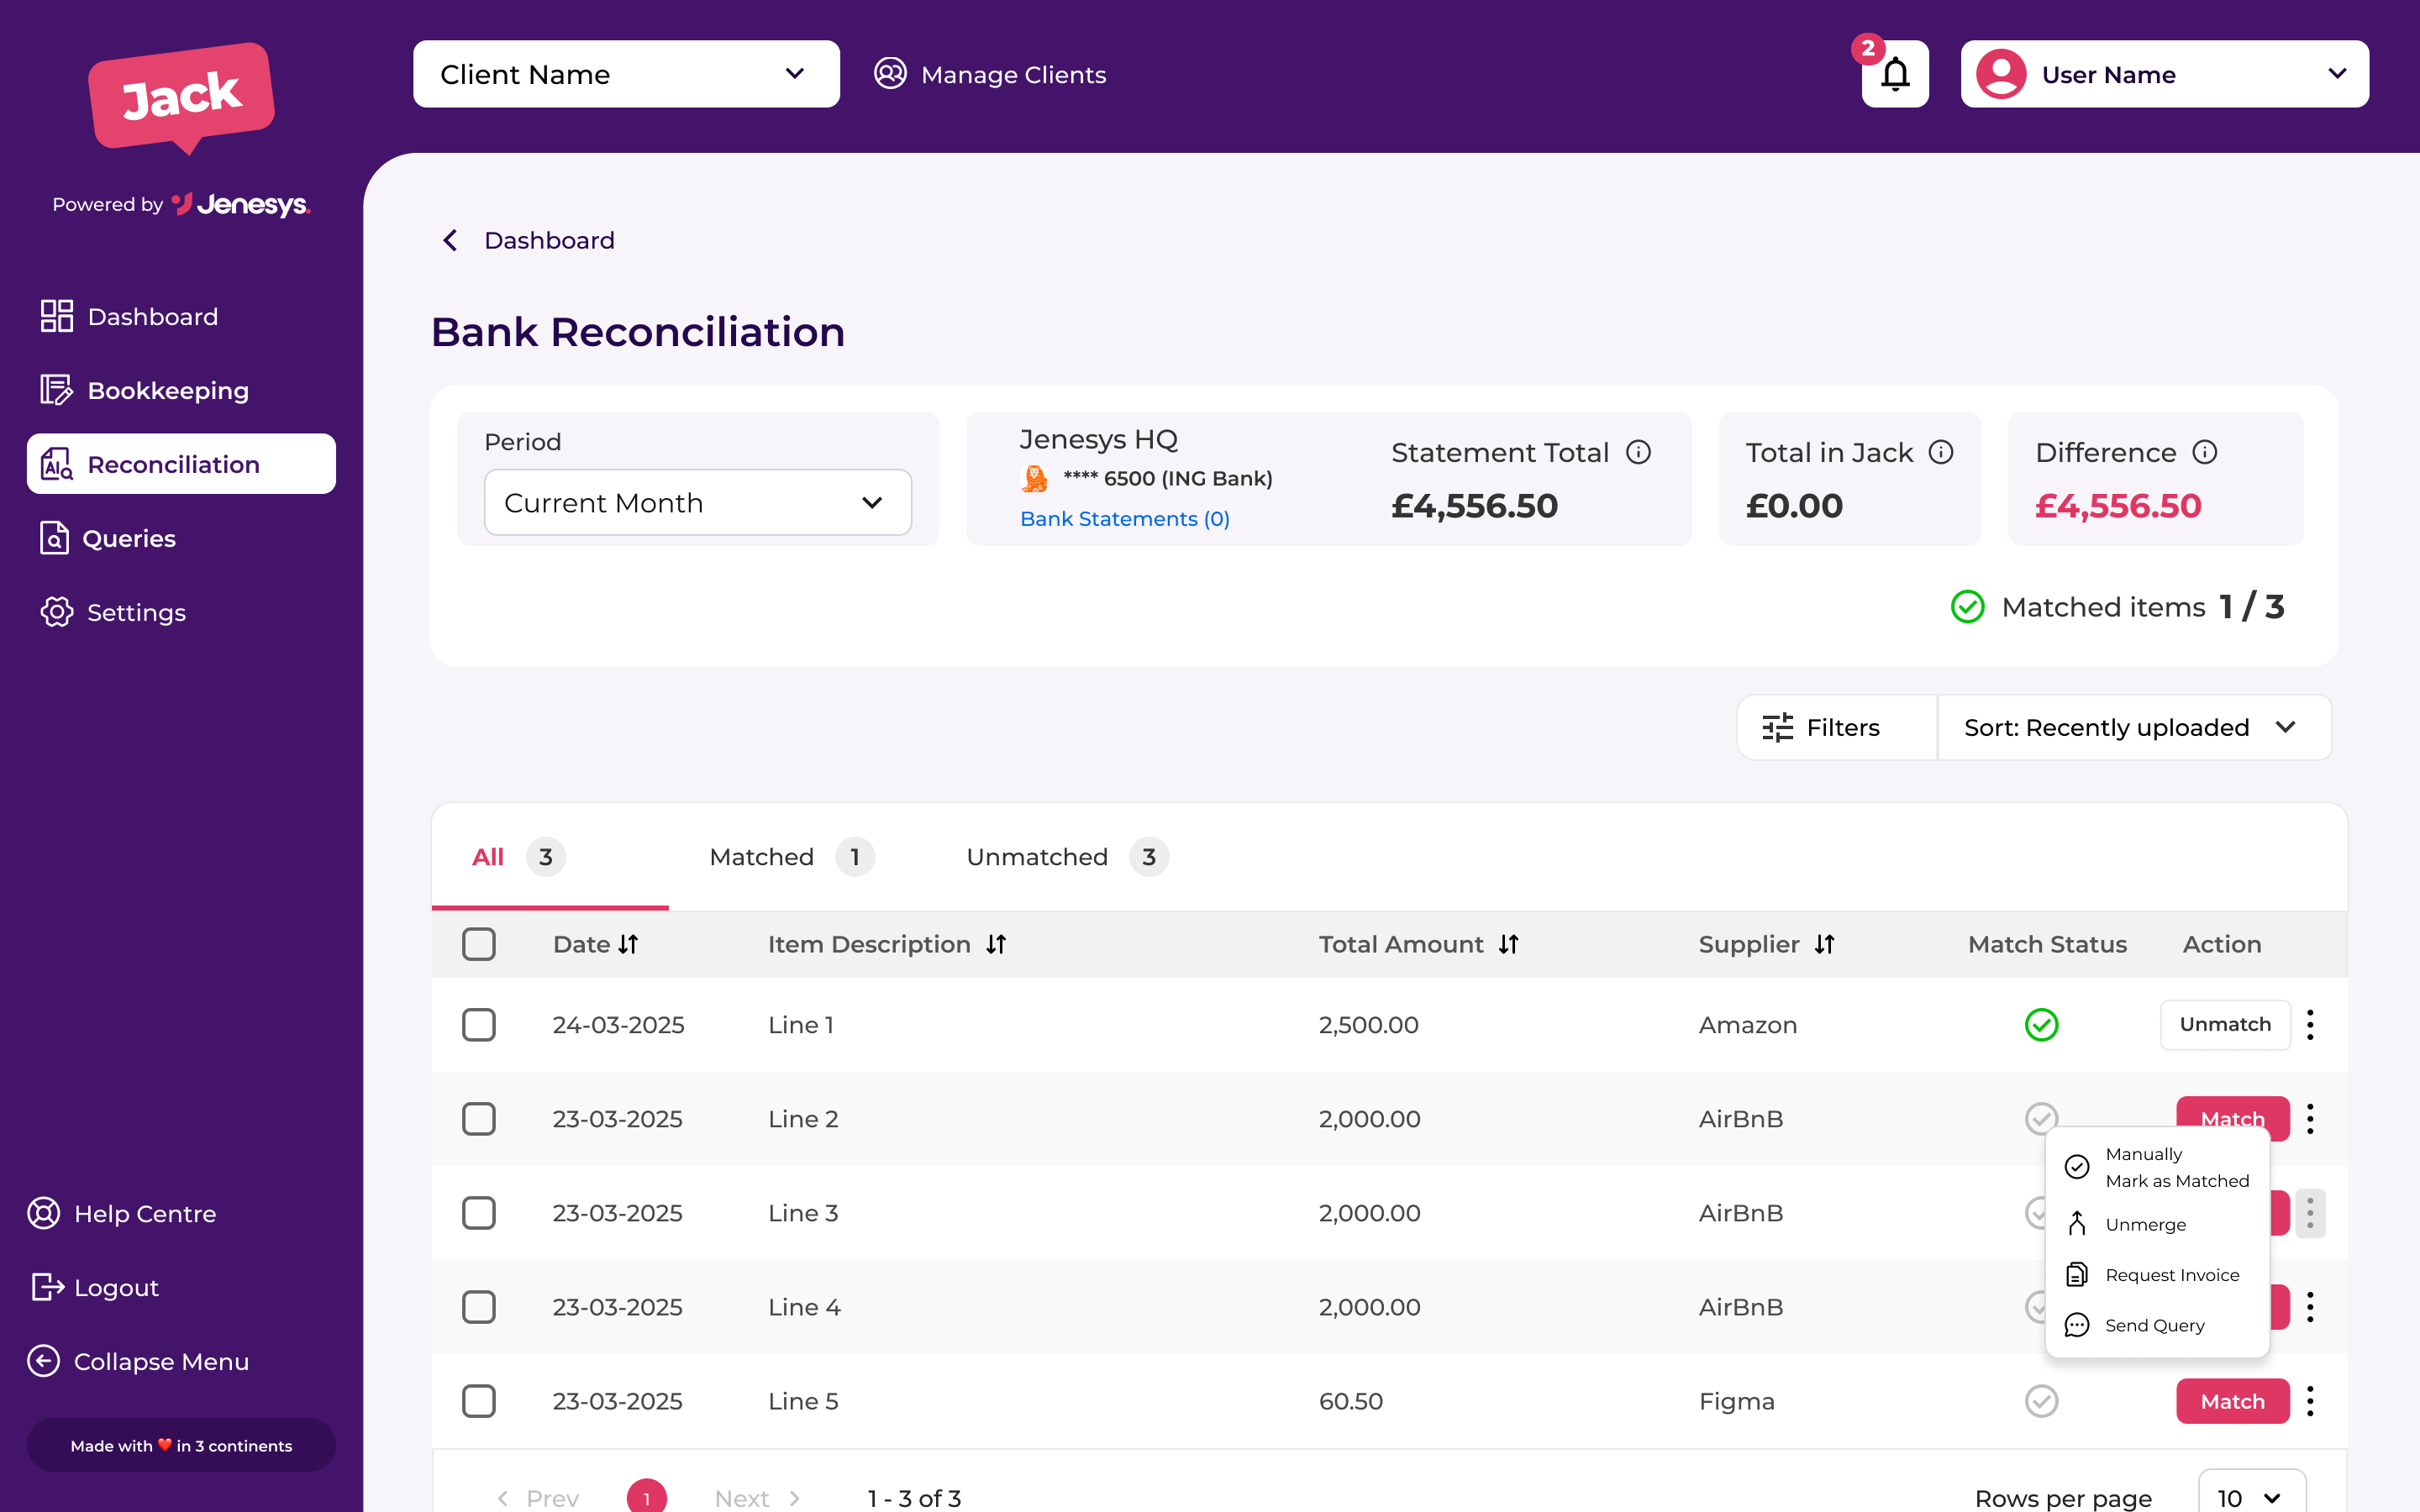 Jack
Powered by Jenesys.
Client Name
Manage Clients
2
User Name
Dashboard
Bookkeeping
Reconciliation
Queries
Settings
Help Centre
Logout
Collapse Menu
Made with ❤️ in 3 continents
Dashboard
Bank Reconciliation
Period
Current Month
Jenesys HQ
**** 6500 (ING Bank)
Bank Statements (0)
Statement Total
£4,556.50
Total in Jack
£0.00
Difference
£4,556.50
Matched items 1 / 3
Filters
Sort: Recently uploaded
All 3
Matched 1
Unmatched 3
Date Item Description Total Amount Supplier Match Status Action
24-03-2025 Line 1 2,500.00 Amazon Unmatch
23-03-2025 Line 2 2,000.00 AirBnB Match
23-03-2025 Line 3 2,000.00 AirBnB
23-03-2025 Line 4 2,000.00 AirBnB
23-03-2025 Line 5 60.50 Figma Match
Manually
Mark as Matched
Unmerge
Request Invoice
Send Query
Prev 1 Next 1 - 3 of 3
Rows per page 10